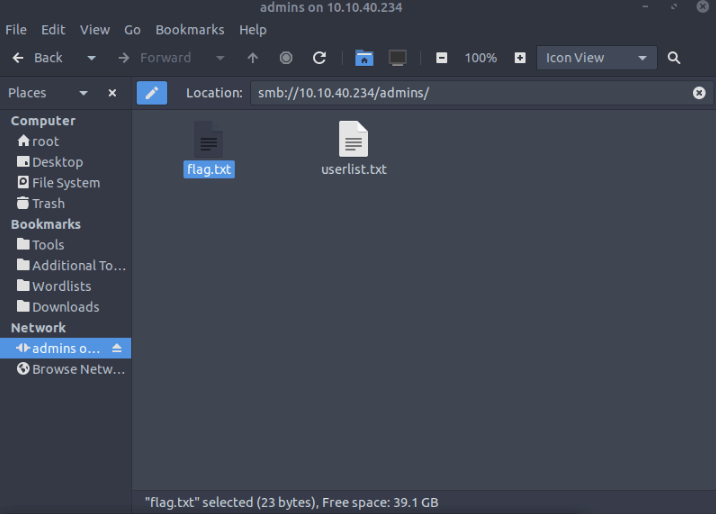 admins on 10.10.40.234
File Edit View Go Bookmarks Help
Back Forward 100% Icon View
Places Location: smb://10.10.40.234/admins/
Computer
root
Desktop
File System
Trash
Bookmarks
Tools
Additional To...
Wordlists
Downloads
Network
admins o...
Browse Netw...
flag.txt userlist.txt
"flag.txt" selected (23 bytes), Free space: 39.1 GB